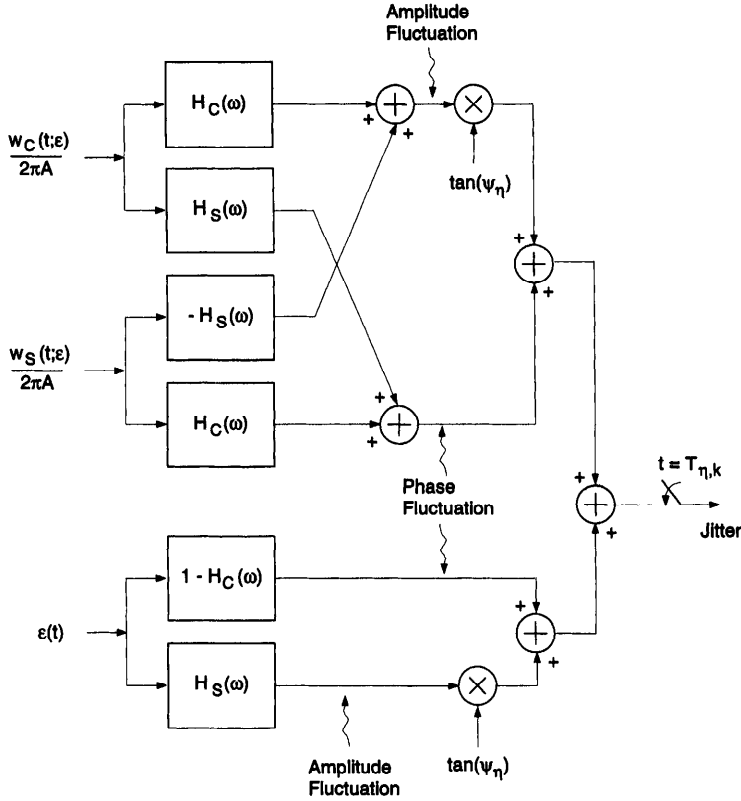 Amplitude
Fluctuation
H_C(ω)
+
+
w_C(t;ε)
2πA
tan(ψ_η)
H_S(ω)
+
+
- H_S(ω)
w_S(t;ε)
2πA
+
+
H_C(ω)
t = T_η,k
Phase
Fluctuation
+
+
Jitter
1 - H_C(ω)
+
+
ε(t)
H_S(ω)
tan(ψ_η)
Amplitude
Fluctuation